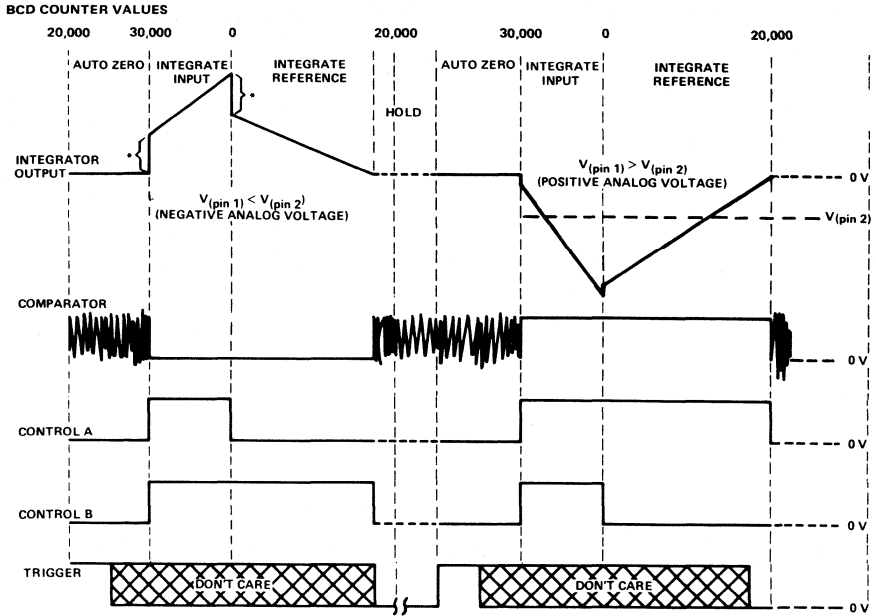 BCD COUNTER VALUES
20,000 30,000 0 20,000 30,000 0 20,000
AUTO ZERO INTEGRATE INPUT INTEGRATE REFERENCE HOLD AUTO ZERO INTEGRATE INPUT INTEGRATE REFERENCE
*
*
INTEGRATOR
OUTPUT
V(pin 1) < V(pin 2)
(NEGATIVE ANALOG VOLTAGE)
V(pin 1) > V(pin 2)
(POSITIVE ANALOG VOLTAGE)
0 V
V(pin 2)
COMPARATOR
0 V
CONTROL A
0 V
CONTROL B
0 V
TRIGGER
DON'T CARE
DON'T CARE
0 V